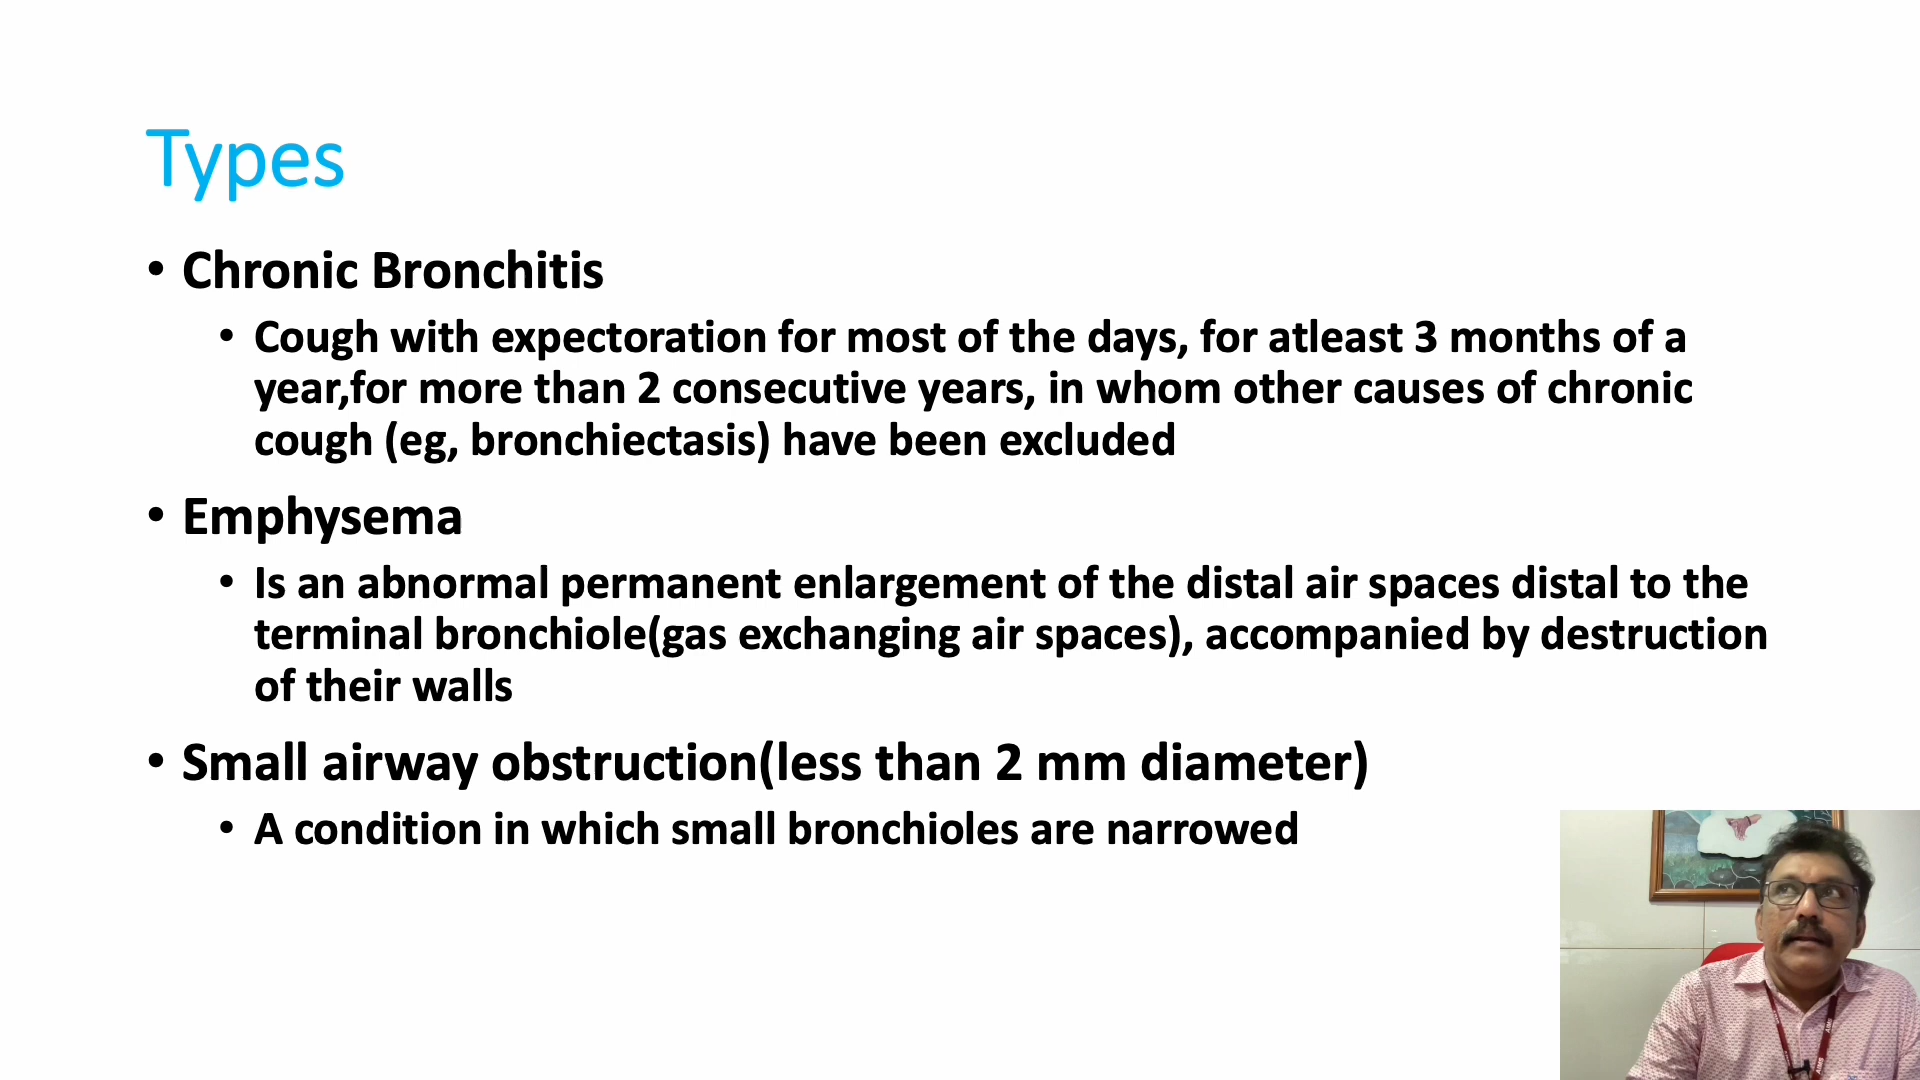 Types
• Chronic Bronchitis
• Cough with expectoration for most of the days, for atleast 3 months of a
year,for more than 2 consecutive years, in whom other causes of chronic
cough (eg, bronchiectasis) have been excluded
• Emphysema
• Is an abnormal permanent enlargement of the distal air spaces distal to the
terminal bronchiole(gas exchanging air spaces), accompanied by destruction
of their walls
• Small airway obstruction(less than 2 mm diameter)
• A condition in which small bronchioles are narrowed